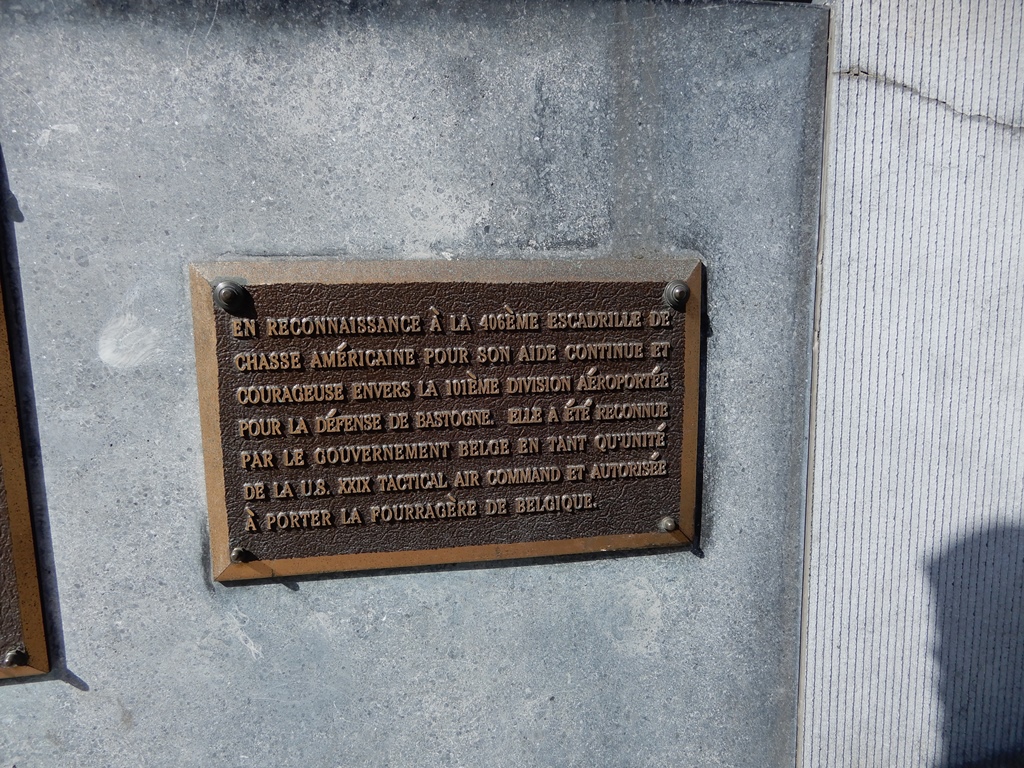 EN RECONNAISSANCE À LA 406ÈME ESCADRILLE DE
CHASSE AMÉRICAINE POUR SON AIDE CONTINUE ET
COURAGEUSE ENVERS LA 101ÈME DIVISION AÉROPORTÉE
POUR LA DÉFENSE DE BASTOGNE. ELLE A ÉTÉ RECONNUE
PAR LE GOUVERNEMENT BELGE EN TANT QU'UNITÉ
DE LA U.S. XXIX TACTICAL AIR COMMAND ET AUTORISÉE
À PORTER LA FOURRAGÈRE DE BELGIQUE.